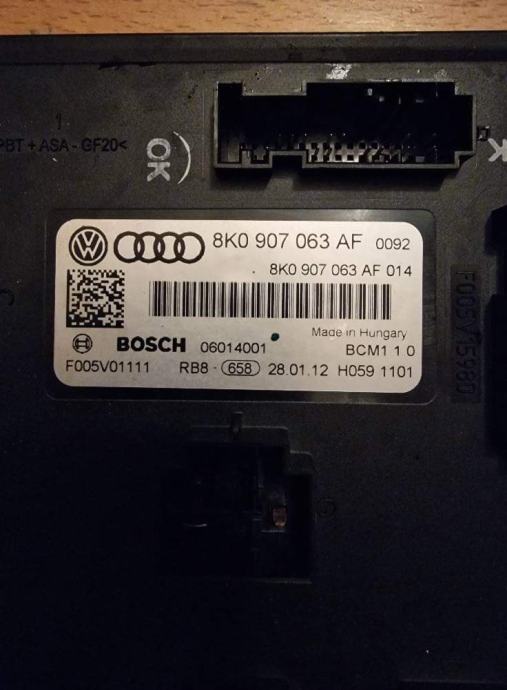 PBT + ASA - GF20<
OK
8K0 907 063 AF 0092
8K0 907 063 AF 014
Made in Hungary
BOSCH 06014001 BCM1 1.0
F005V01111 RB8 - 658 28.01.12 H059 1101
F005V15980